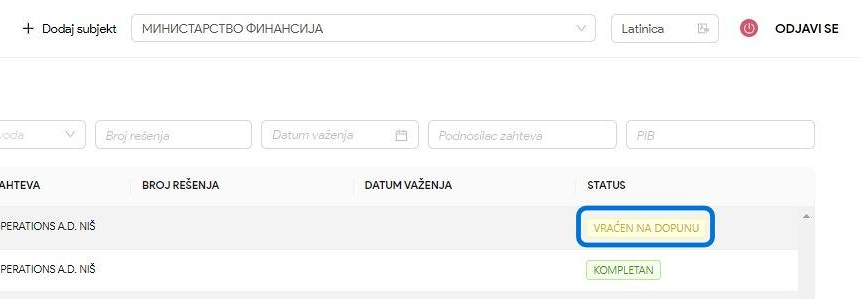 + Dodaj subjekt МИНИСТАРСТВО ФИНАНСИЈА Latinica ODJAVI SE
voda Broj rešenja Datum važenja Podnosilac zahteva PIB
AHTEVA BROJ REŠENJA DATUM VAŽENJA STATUS
PERATIONS A.D. NIŠ VRAĆEN NA DOPUNU
PERATIONS A.D. NIŠ KOMPLETAN